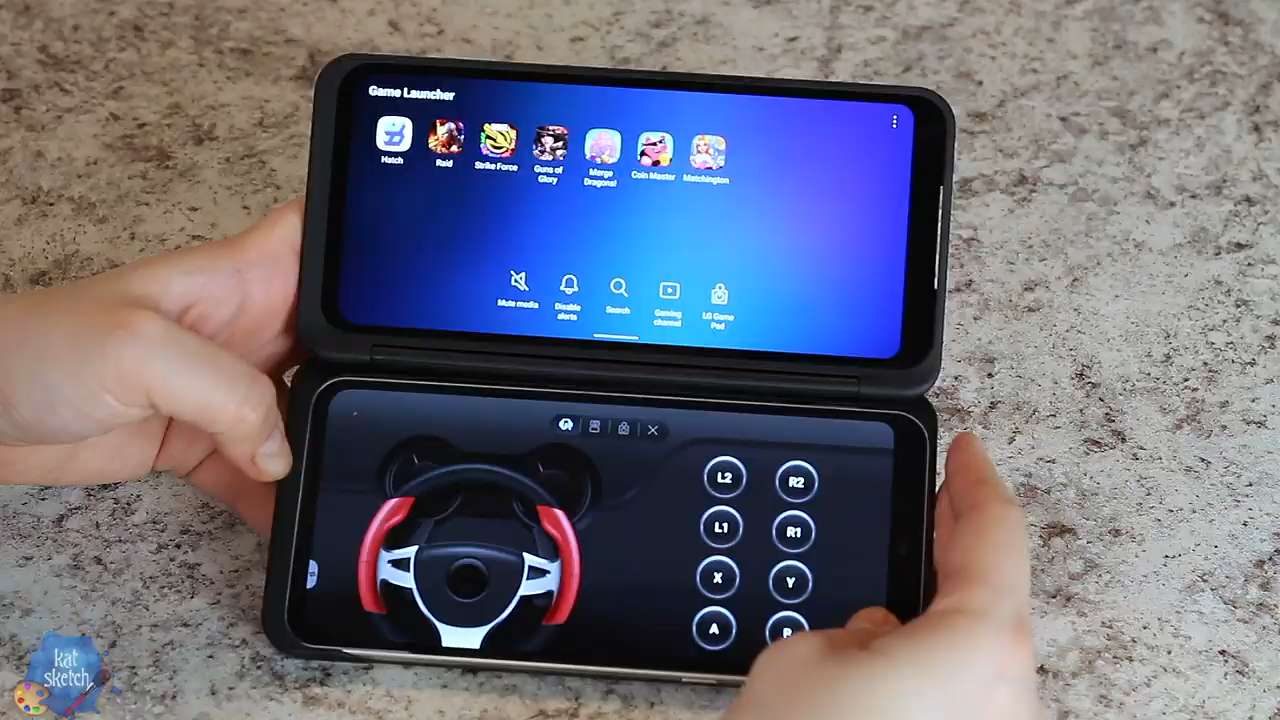 Game Launcher
Hatch
Raid
Strike Force
Guns of
Glory
Merge
Dragons!
Coin Master
Matchington
Mute media
Disable
alerts
Search
Gaming
channel
LG Game
Pad
L2
R2
L1
R1
X
Y
A
kat
sketch